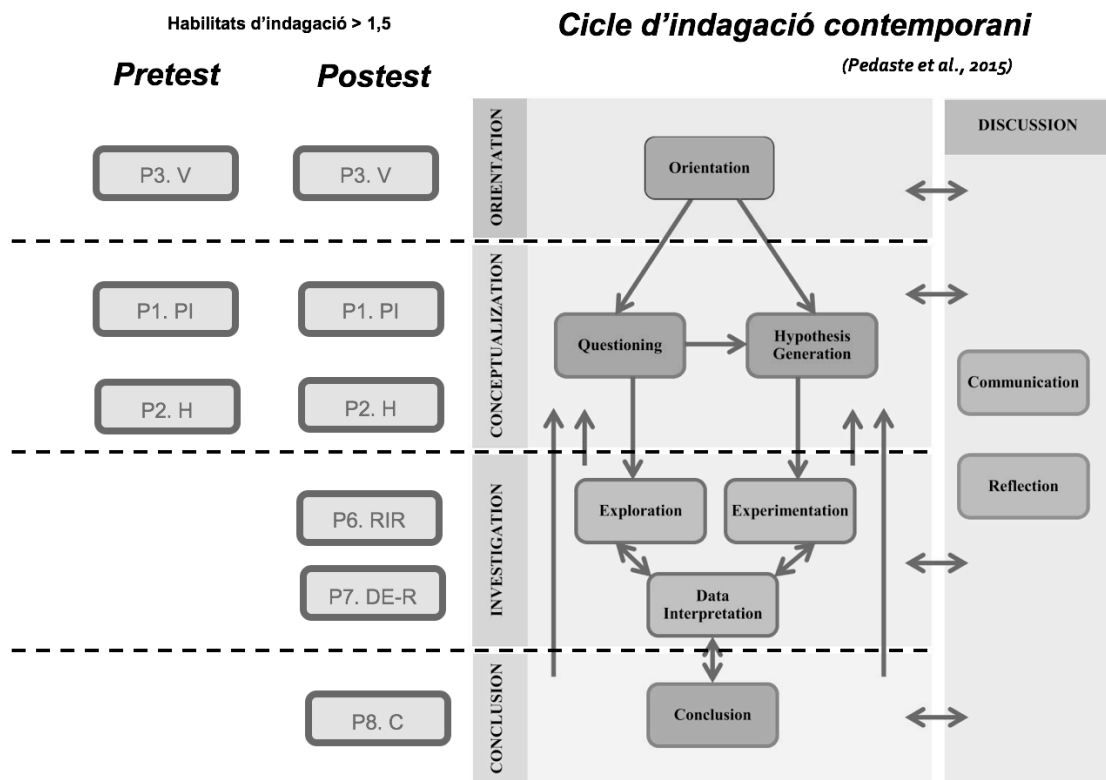 Habilitats d’indagació > 1,5
Cicle d’indagació contemporani
(Pedaste et al., 2015)
Pretest
Postest
ORIENTATION
DISCUSSION
P3. V
P3. V
Orientation
CONCEPTUALIZATION
P1. PI
P1. PI
Questioning
Hypothesis
Generation
P2. H
P2. H
Communication
Reflection
INVESTIGATION
P6. RIR
Exploration
Experimentation
P7. DE-R
Data
Interpretation
CONCLUSION
P8. C
Conclusion